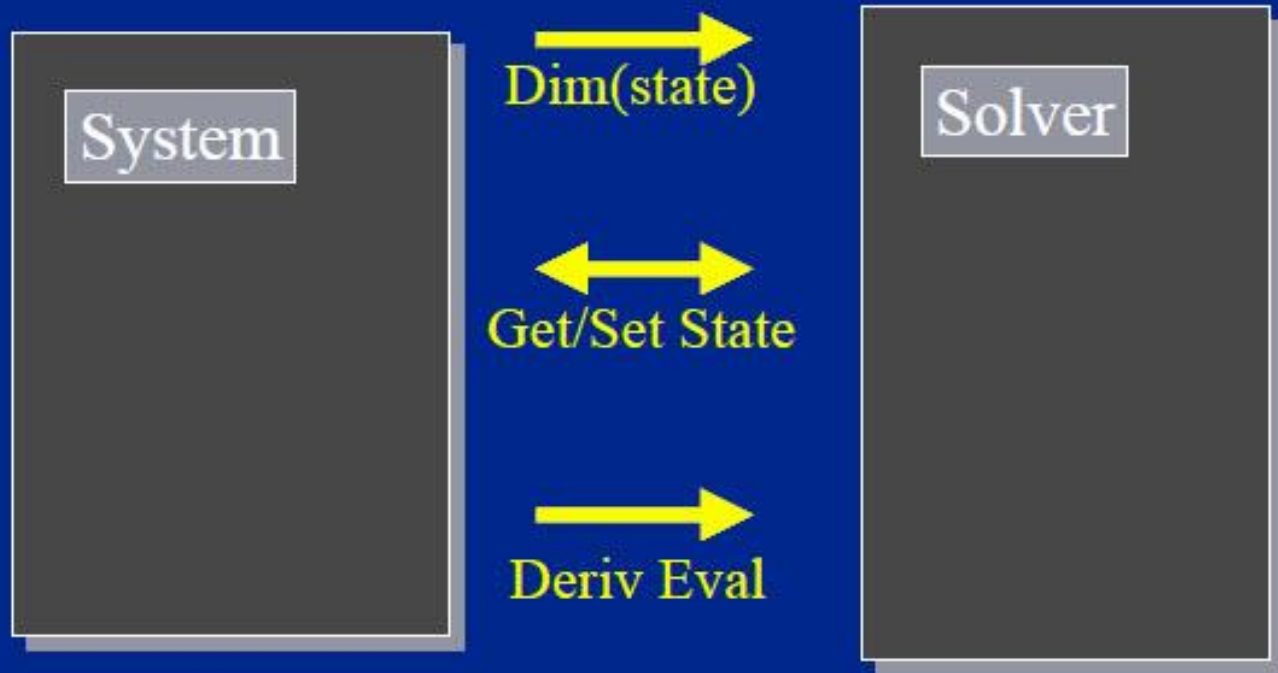 System
Dim(state)
Solver
Get/Set State
Deriv Eval